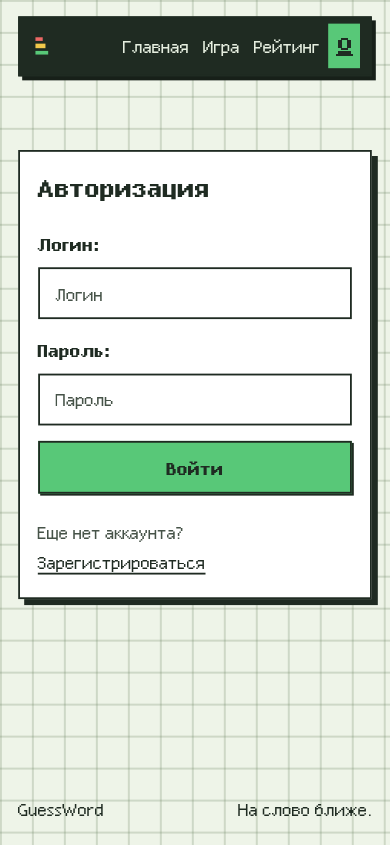 Главная Игра Рейтинг
Авторизация
Логин:
Логин
Пароль:
Пароль
Войти
Еще нет аккаунта?
Зарегистрироваться
GuessWord На слово ближе.